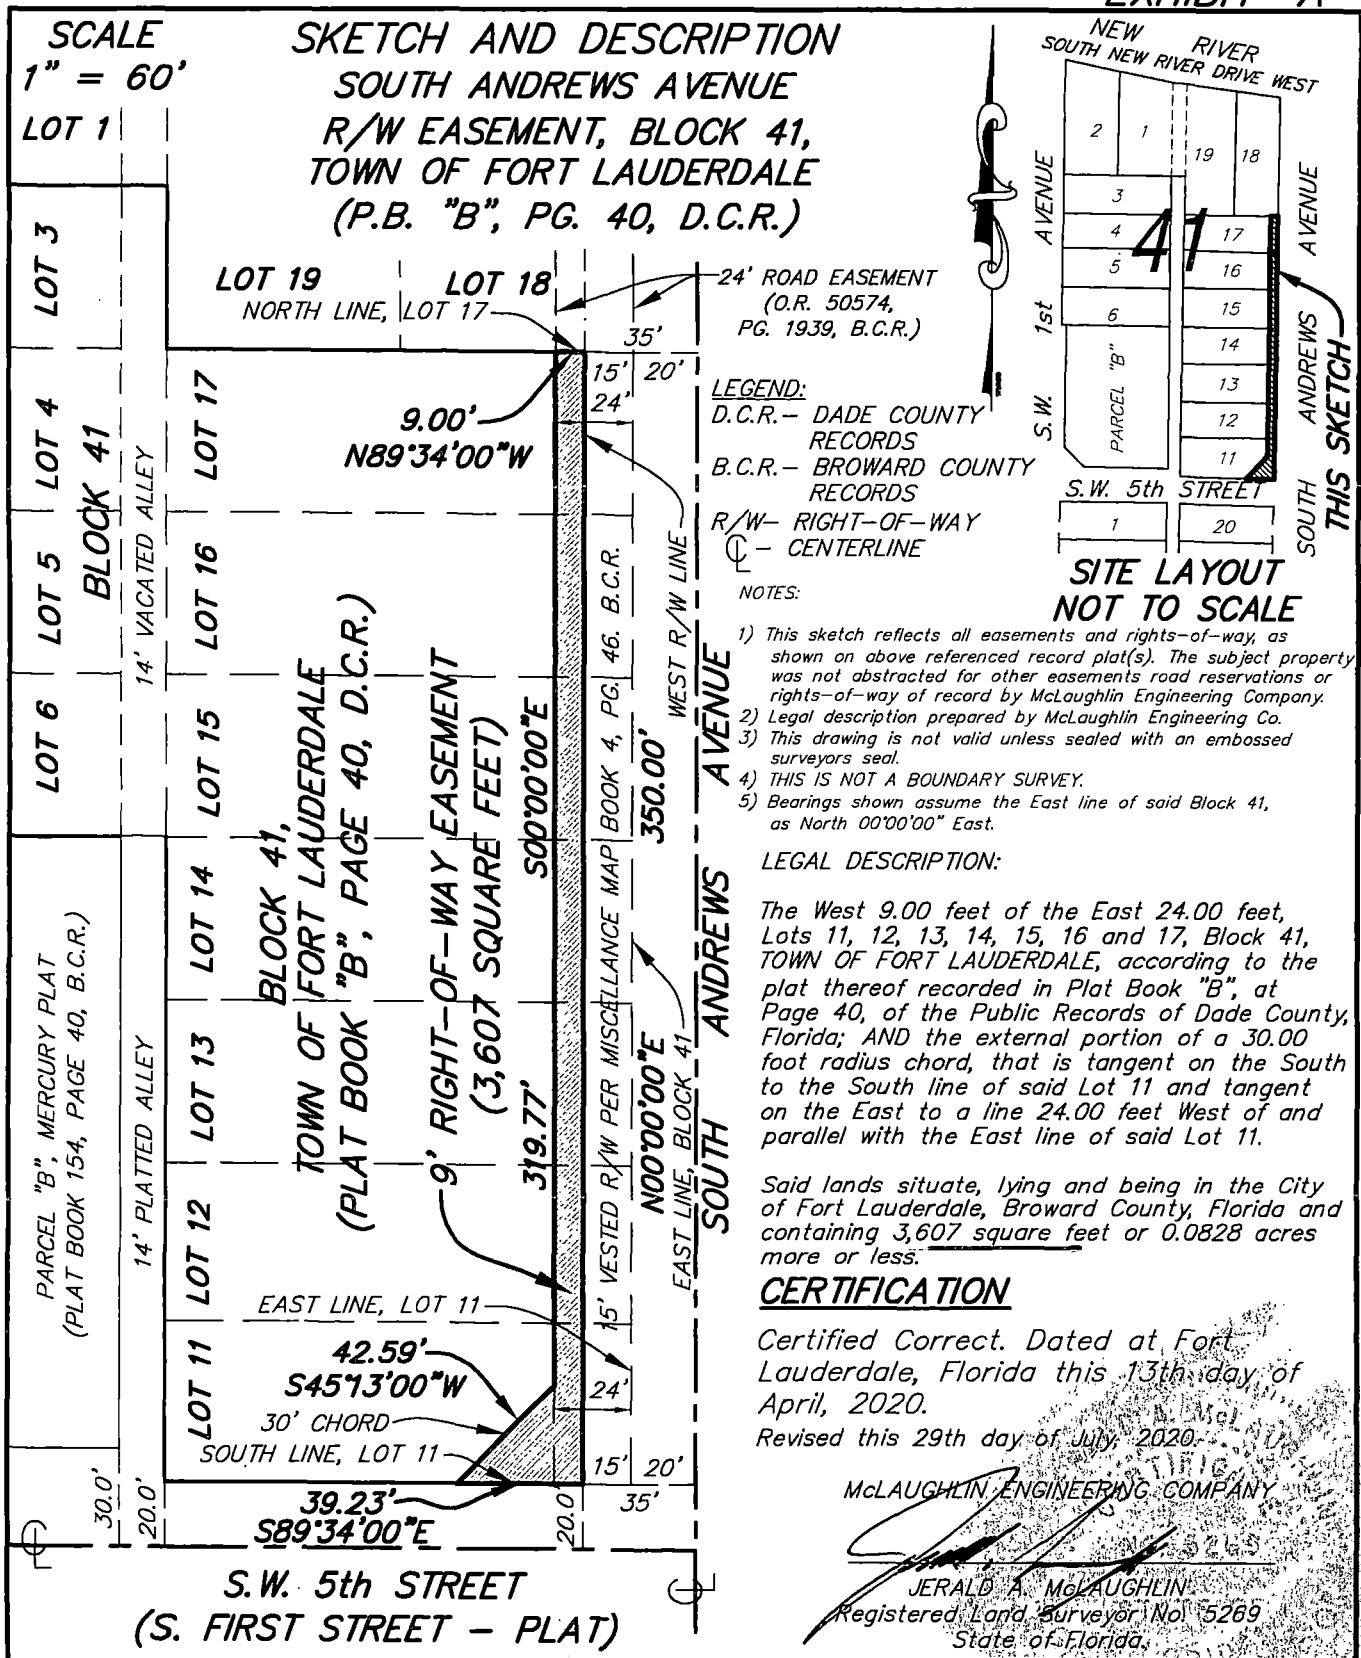 SCALE
1" = 60'
SKETCH AND DESCRIPTION
SOUTH ANDREWS AVENUE
R/W EASEMENT, BLOCK 41,
TOWN OF FORT LAUDERDALE
(P.B. "B", PG. 40, D.C.R.)
NEW RIVER
SOUTH NEW RIVER DRIVE WEST
2
1
19
18
3
4
5
6
17
16
15
14
13
12
11
41
PARCEL "B"
S.W. 1st AVENUE
SOUTH ANDREWS AVENUE
THIS SKETCH
S.W. 5th STREET
1
20
SITE LAYOUT
NOT TO SCALE
LOT 1
LOT 3
LOT 4
LOT 5
LOT 6
BLOCK 41
14' VACATED ALLEY
14' PLATTED ALLEY
PARCEL "B", MERCURY PLAT
(PLAT BOOK 154, PAGE 40, B.C.R.)
LOT 19
LOT 18
NORTH LINE, LOT 17
24' ROAD EASEMENT
(O.R. 50574,
PG. 1939, B.C.R.)
35'
15'
20'
24'
9.00'
N89°34'00"W
LOT 17
LOT 16
LOT 15
LOT 14
LOT 13
LOT 12
LOT 11
BLOCK 41,
TOWN OF FORT LAUDERDALE
(PLAT BOOK "B", PAGE 40, D.C.R.)
9' RIGHT-OF-WAY EASEMENT
(3,607 SQUARE FEET)
319.77'
S00°00'00"E
15' VESTED R/W PER MISCELLANCE MAP BOOK 4, PG. 46. B.C.R.
N00°00'00"E
350.00'
WEST R/W LINE
EAST LINE, BLOCK 41
SOUTH ANDREWS AVENUE
EAST LINE, LOT 11
42.59'
S45°13'00"W
30' CHORD
SOUTH LINE, LOT 11
24'
15'
20'
35'
39.23'
S89°34'00"E
30.0'
20.0'
20.0
S.W. 5th STREET
(S. FIRST STREET - PLAT)
LEGEND:
D.C.R.- DADE COUNTY
RECORDS
B.C.R.- BROWARD COUNTY
RECORDS
R/W- RIGHT-OF-WAY
℄ - CENTERLINE
NOTES:
1) This sketch reflects all easements and rights-of-way, as
shown on above referenced record plat(s). The subject property
was not abstracted for other easements road reservations or
rights-of-way of record by McLaughlin Engineering Company.
2) Legal description prepared by McLaughlin Engineering Co.
3) This drawing is not valid unless sealed with an embossed
surveyors seal.
4) THIS IS NOT A BOUNDARY SURVEY.
5) Bearings shown assume the East line of said Block 41,
as North 00°00'00" East.
LEGAL DESCRIPTION:
The West 9.00 feet of the East 24.00 feet,
Lots 11, 12, 13, 14, 15, 16 and 17, Block 41,
TOWN OF FORT LAUDERDALE, according to the
plat thereof recorded in Plat Book "B", at
Page 40, of the Public Records of Dade County,
Florida; AND the external portion of a 30.00
foot radius chord, that is tangent on the South
to the South line of said Lot 11 and tangent
on the East to a line 24.00 feet West of and
parallel with the East line of said Lot 11.
Said lands situate, lying and being in the City
of Fort Lauderdale, Broward County, Florida and
containing 3,607 square feet or 0.0828 acres
more or less.
CERTIFICATION
Certified Correct. Dated at Fort
Lauderdale, Florida this 13th day of
April, 2020.
Revised this 29th day of July, 2020.
McLAUGHLIN ENGINEERING COMPANY
JERALD A. McLAUGHLIN
Registered Land Surveyor No. 5269
State of Florida.